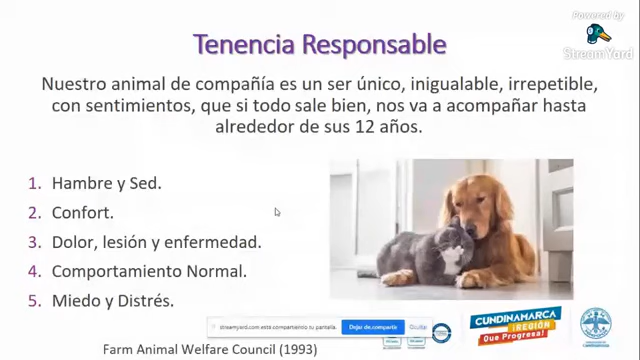 Powered by
StreamYard
Tenencia Responsable
Nuestro animal de compañía es un ser único, inigualable, irrepetible,
con sentimientos, que si todo sale bien, nos va a acompañar hasta
alrededor de sus 12 años.
1. Hambre y Sed.
2. Confort.
3. Dolor, lesión y enfermedad.
4. Comportamiento Normal.
5. Miedo y Distrés.
streamyard.com está compartiendo tu pantalla.
Dejar de compartir
Ocultar
CUNDINAMARCA
¡REGIÓN
Que Progresa!
Farm Animal Welfare Council (1993)